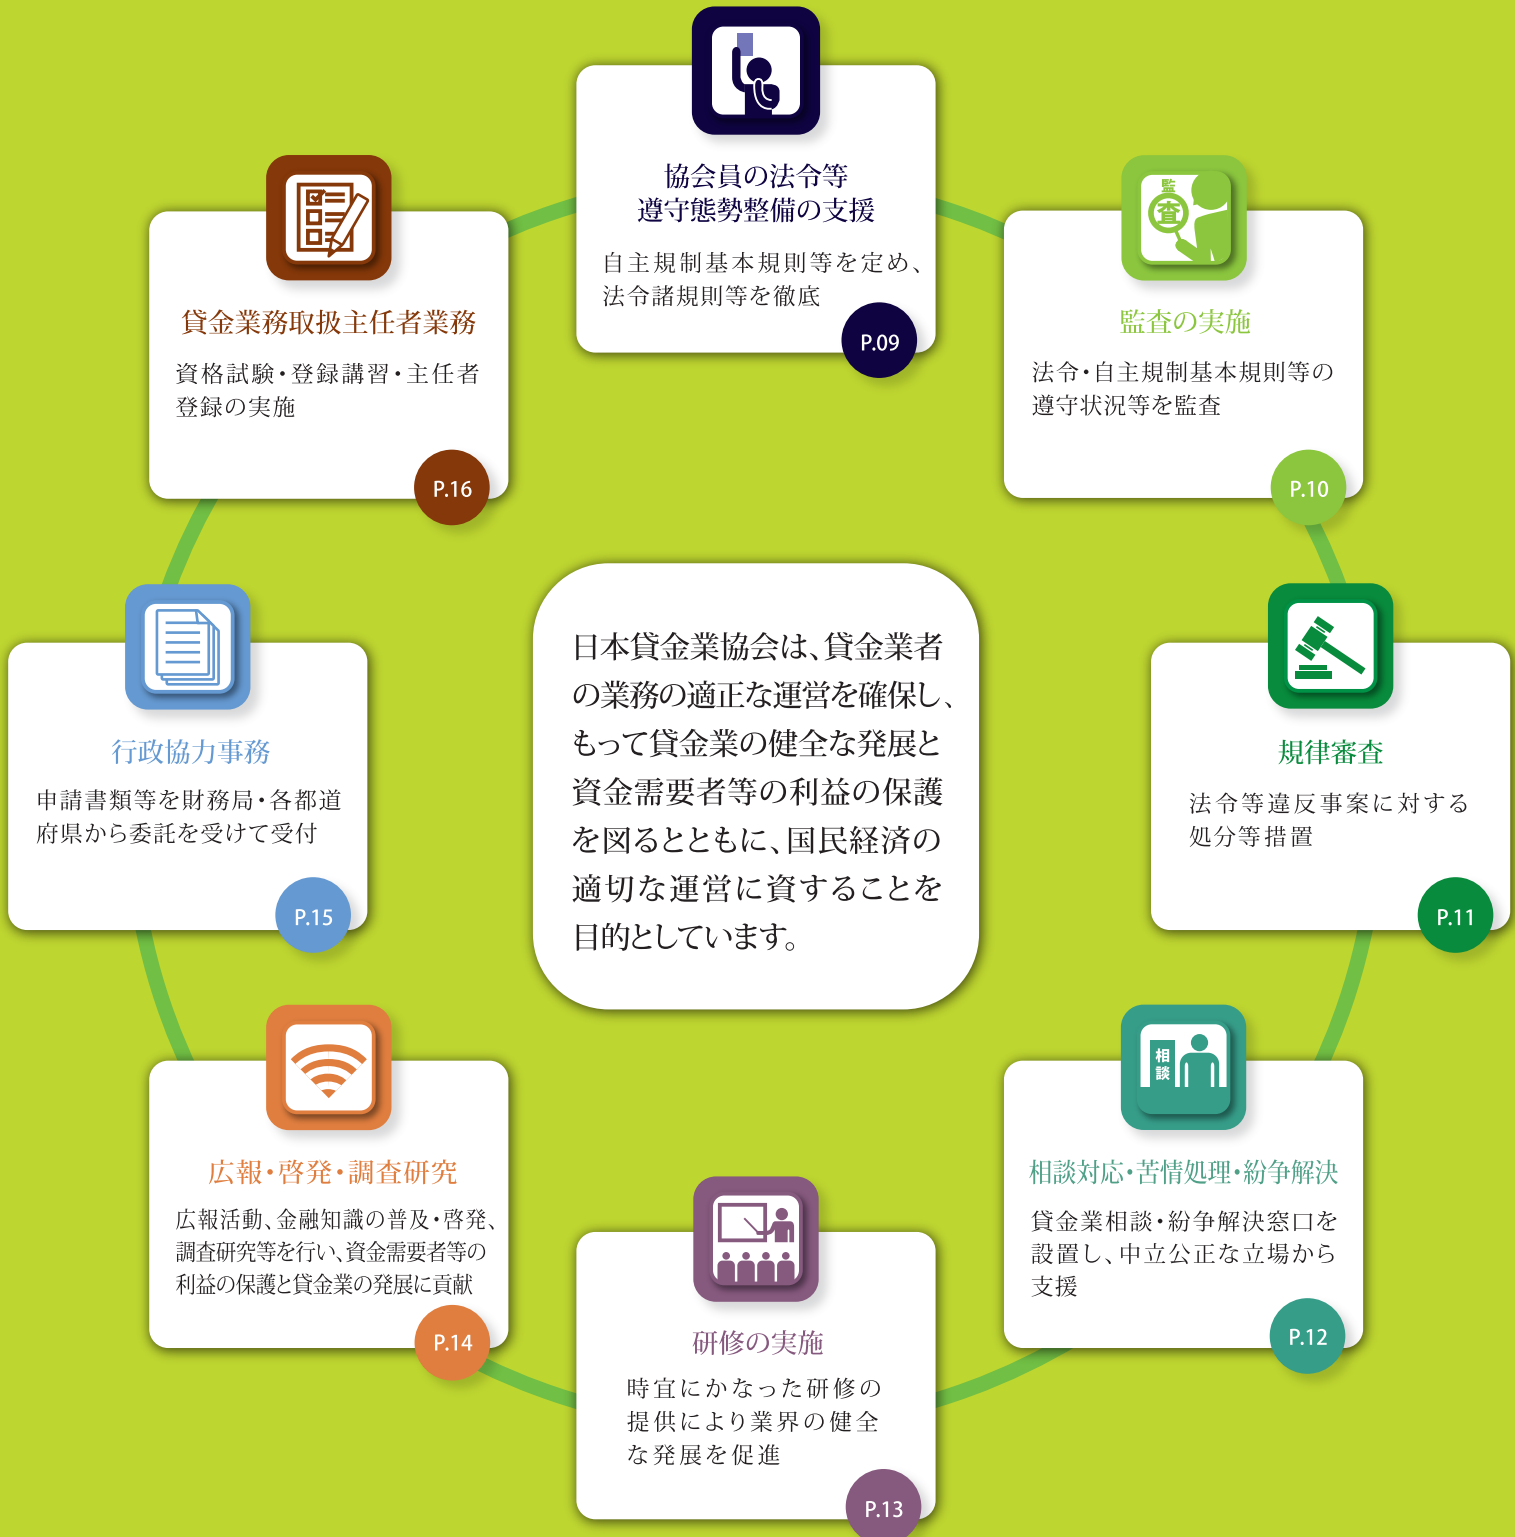 協会員の法令等
遵守態勢整備の支援
自主規制基本規則等を定め、
法令諸規則等を徹底
P.09
監
査
監査の実施
法令・自主規制基本規則等の
遵守状況等を監査
P.10
規律審査
法令等違反事案に対する
処分等措置
P.11
相
談
相談対応・苦情処理・紛争解決
貸金業相談・紛争解決窓口を
設置し、中立公正な立場から
支援
P.12
研修の実施
時宜にかなった研修の
提供により業界の健全
な発展を促進
P.13
広報・啓発・調査研究
広報活動、金融知識の普及・啓発、
調査研究等を行い、資金需要者等の
利益の保護と貸金業の発展に貢献
P.14
行政協力事務
申請書類等を財務局・各都道
府県から委託を受けて受付
P.15
貸金業務取扱主任者業務
資格試験・登録講習・主任者
登録の実施
P.16
日本貸金業協会は、貸金業者
の業務の適正な運営を確保し、
もって貸金業の健全な発展と
資金需要者等の利益の保護
を図るとともに、国民経済の
適切な運営に資することを
目的としています。